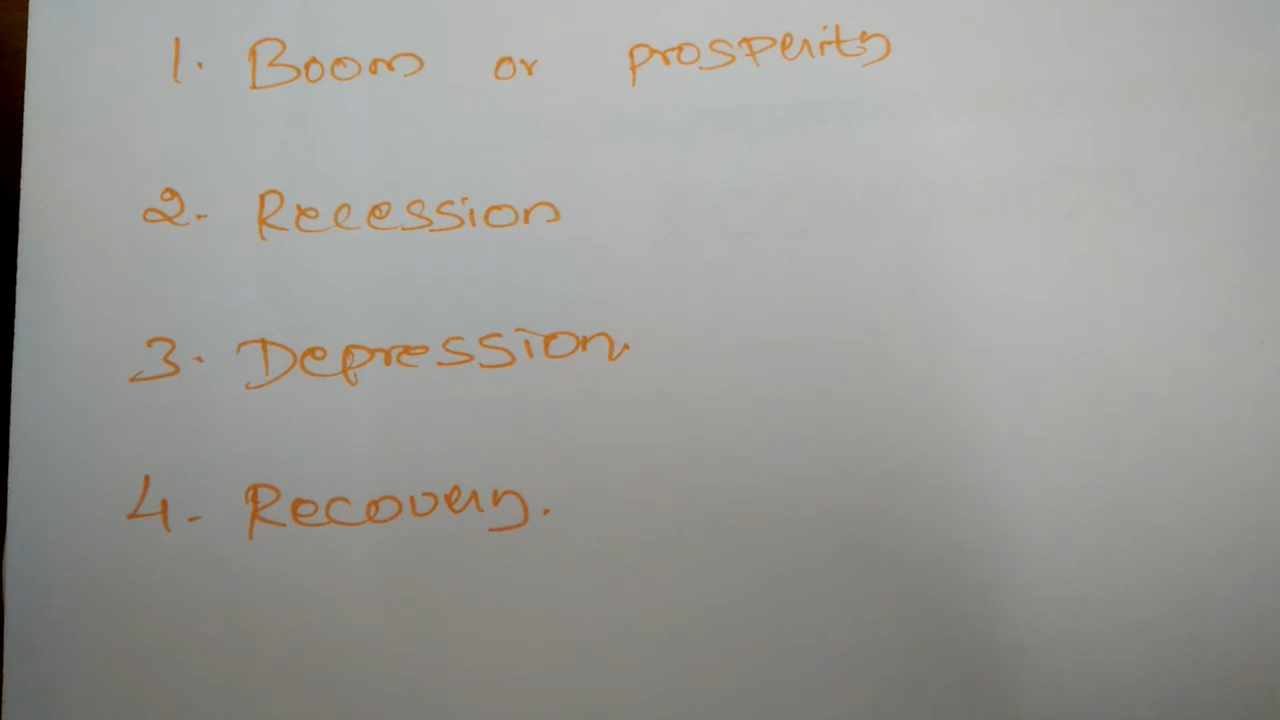 1. Boom or prosperity
2. Recession
3. Depression.
4. Recovery.